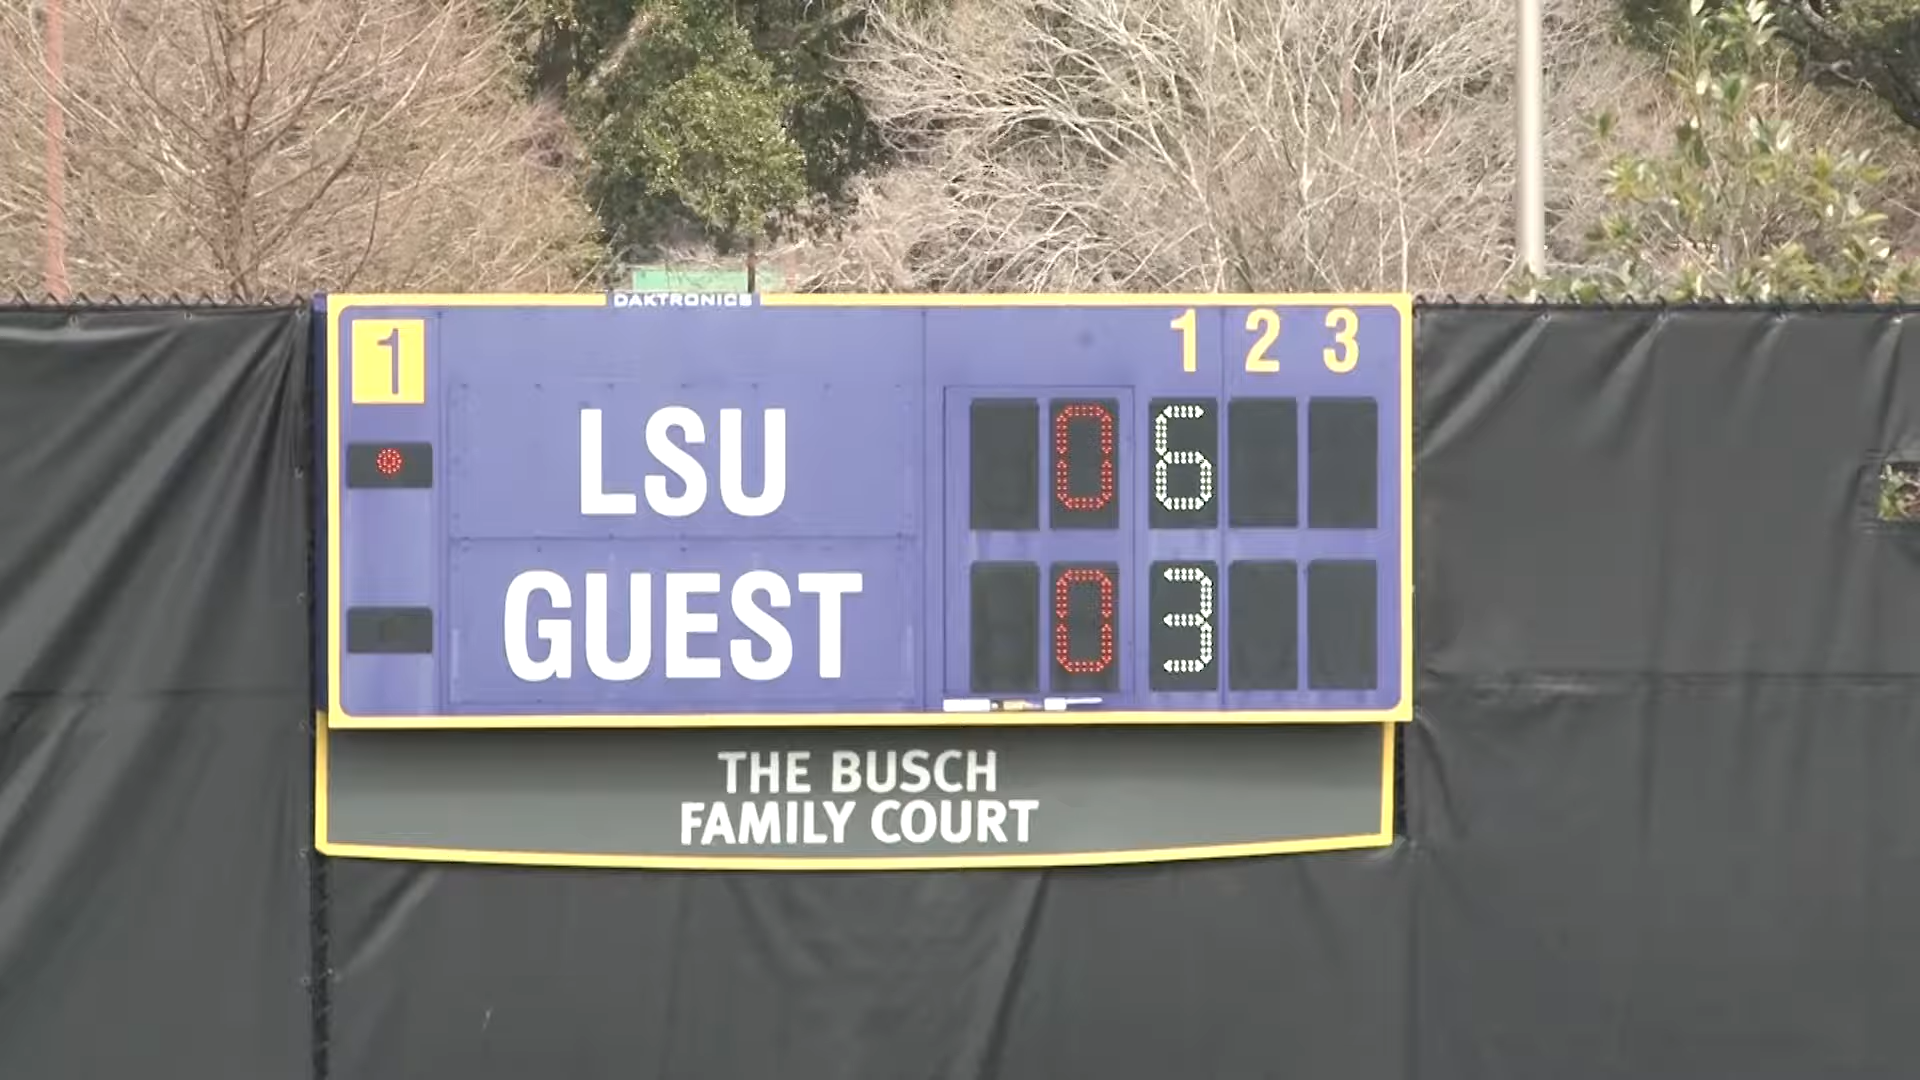 DAKTRONICS
1 1 2 3
LSU 0 6
GUEST 0 3
THE BUSCH
FAMILY COURT